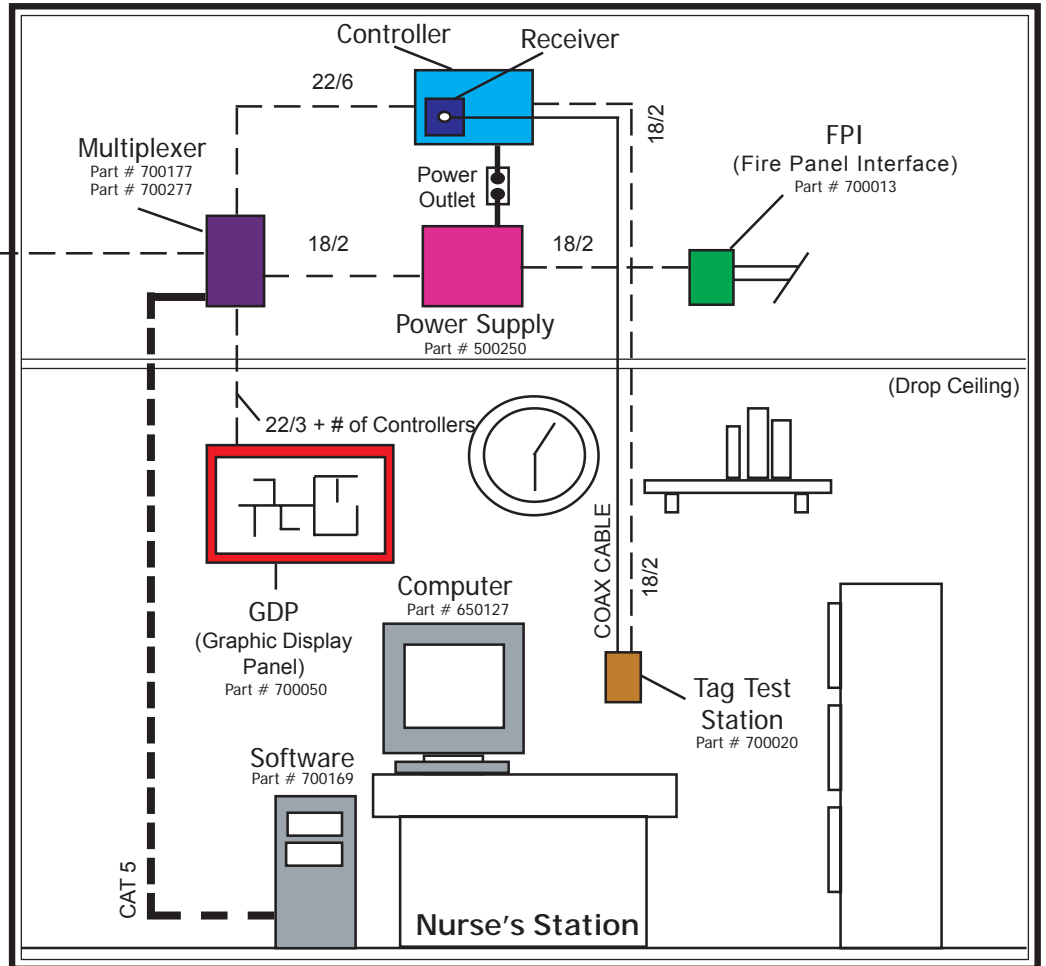 Controller
Receiver
22/6
18/2
Multiplexer
Part # 700177
Part # 700277
Power
Outlet
FPI
(Fire Panel Interface)
Part # 700013
18/2
18/2
Power Supply
Part # 500250
(Drop Ceiling)
22/3 + # of Controllers
COAX CABLE
18/2
GDP
(Graphic Display
Panel)
Part # 700050
Computer
Part # 650127
Tag Test
Station
Part # 700020
Software
Part # 700169
CAT 5
Nurse's Station